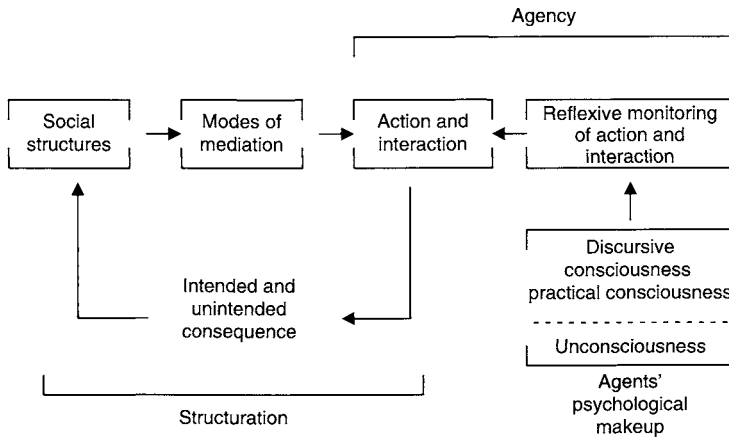 Agency
Social
structures
Modes of
mediation
Action and
interaction
Reflexive monitoring
of action and
interaction
Discursive
consciousness
practical consciousness
Intended and
unintended
consequence
Unconsciousness
Agents'
psychological
makeup
Structuration